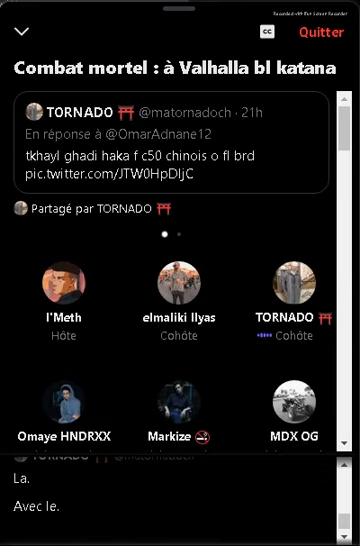 Recorded with iTop Screen Recorder
CC Quitter
Combat mortel : à Valhalla bl katana
TORNADO ⛩️ @matornadoch · 21h
En réponse à @OmarAdnane12
tkhayl ghadi haka f c50 chinois o fl brd
pic.twitter.com/JTW0HpDljC
Partagé par TORNADO ⛩️
l'Meth
Hôte
elmaliki Ilyas
Cohôte
TORNADO ⛩️
Cohôte
Omaye HNDRXX
Markize 🚭
MDX OG
TORNADO ⛩️ @matornadoch
La.
Avec le.